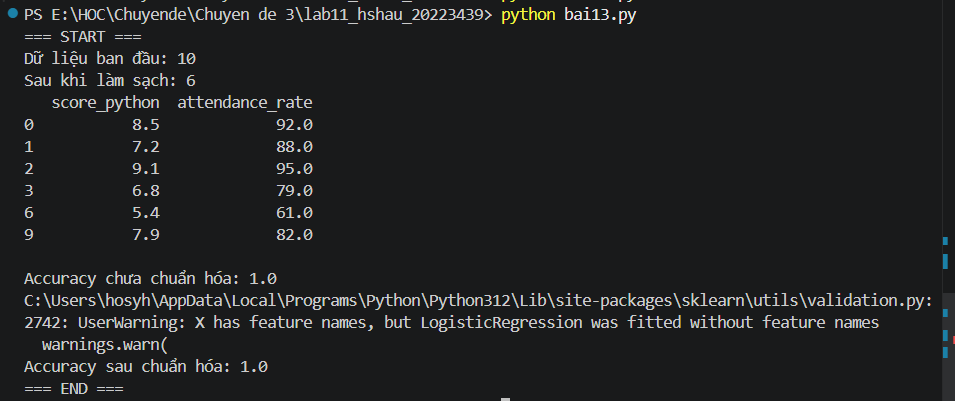 PS E:\HOC\Chuyende\Chuyen de 3\lab11_hshau_20223439> python bai13.py
=== START ===
Dữ liệu ban đầu: 10
Sau khi làm sạch: 6
   score_python  attendance_rate
0           8.5             92.0
1           7.2             88.0
2           9.1             95.0
3           6.8             79.0
6           5.4             61.0
9           7.9             82.0
Accuracy chưa chuẩn hóa: 1.0
C:\Users\hosyh\AppData\Local\Programs\Python\Python312\Lib\site-packages\sklearn\utils\validation.py:
2742: UserWarning: X has feature names, but LogisticRegression was fitted without feature names
  warnings.warn(
Accuracy sau chuẩn hóa: 1.0
=== END ===